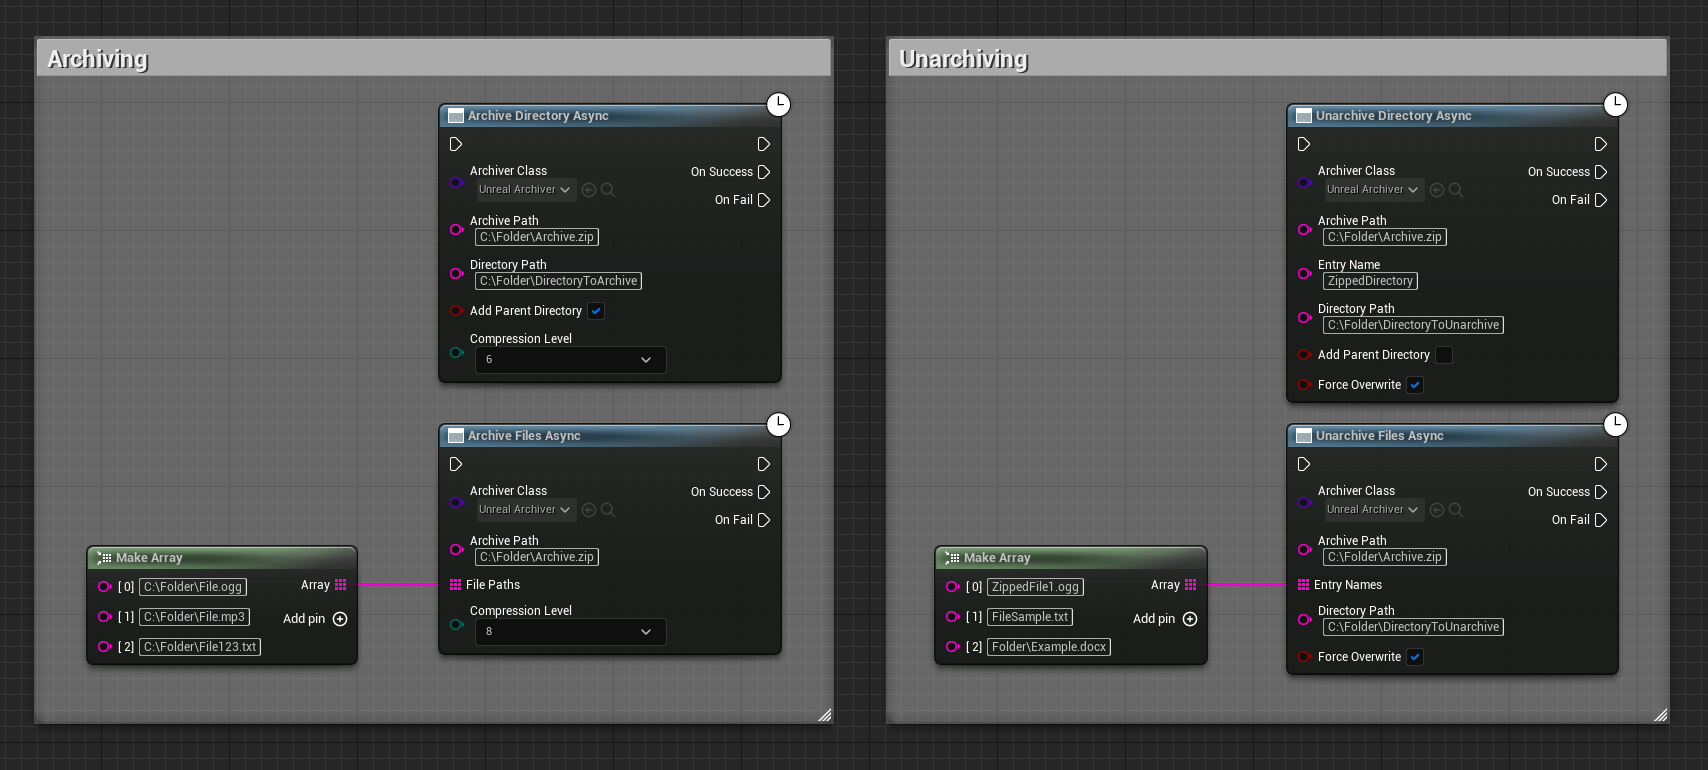 Archiving
Archive Directory Async
Archiver Class
On Success
Unreal Archiver
On Fail
Archive Path
C:\Folder\Archive.zip
Directory Path
C:\Folder\DirectoryToArchive
Add Parent Directory
Compression Level
6
Archive Files Async
Archiver Class
On Success
Unreal Archiver
On Fail
Archive Path
C:\Folder\Archive.zip
File Paths
Compression Level
8
Make Array
[0] C:\Folder\File.ogg
Array
[1] C:\Folder\File.mp3
Add pin
[2] C:\Folder\File123.txt
Unarchiving
Unarchive Directory Async
Archiver Class
On Success
Unreal Archiver
On Fail
Archive Path
C:\Folder\Archive.zip
Entry Name
ZippedDirectory
Directory Path
C:\Folder\DirectoryToUnarchive
Add Parent Directory
Force Overwrite
Unarchive Files Async
Archiver Class
On Success
Unreal Archiver
On Fail
Archive Path
C:\Folder\Archive.zip
Entry Names
Directory Path
C:\Folder\DirectoryToUnarchive
Force Overwrite
Make Array
[0] ZippedFile1.ogg
Array
[1] FileSample.txt
Add pin
[2] Folder\Example.docx